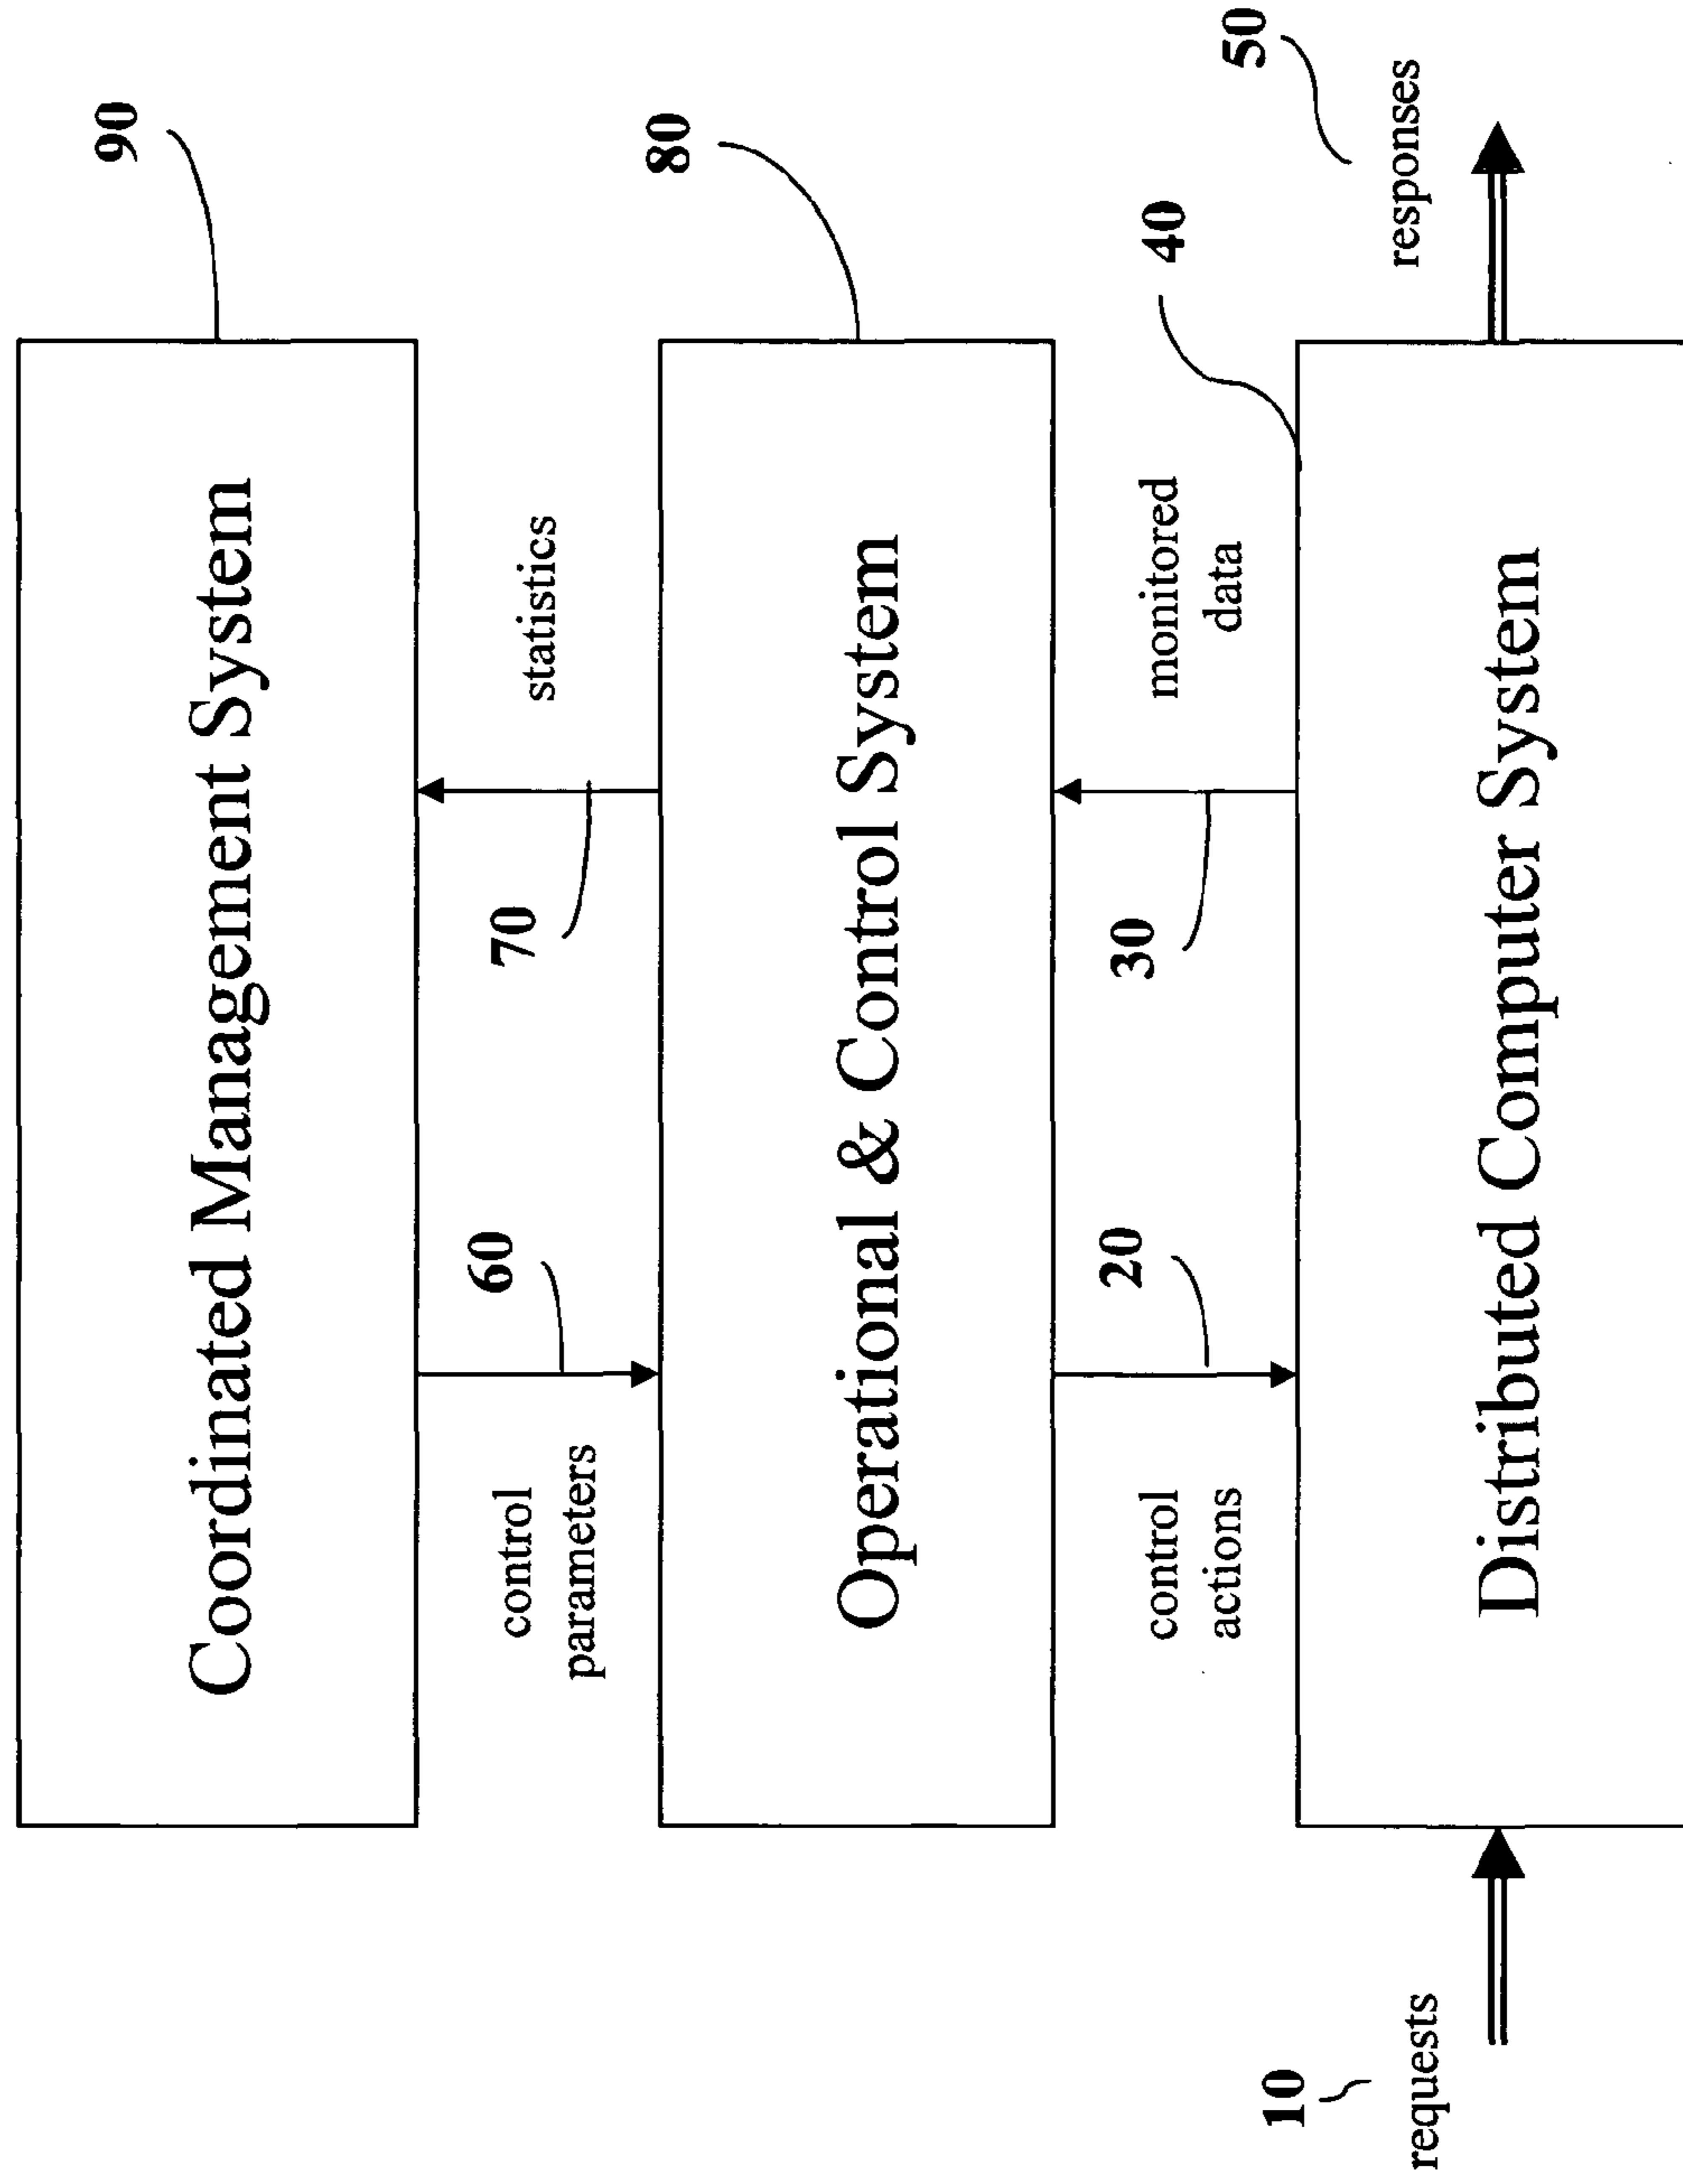 90
Coordinated Management System
control
parameters
60
70
statistics
80
Operational & Control System
control
actions
20
30
monitored
data
40
Distributed Computer System
10
requests
50
responses